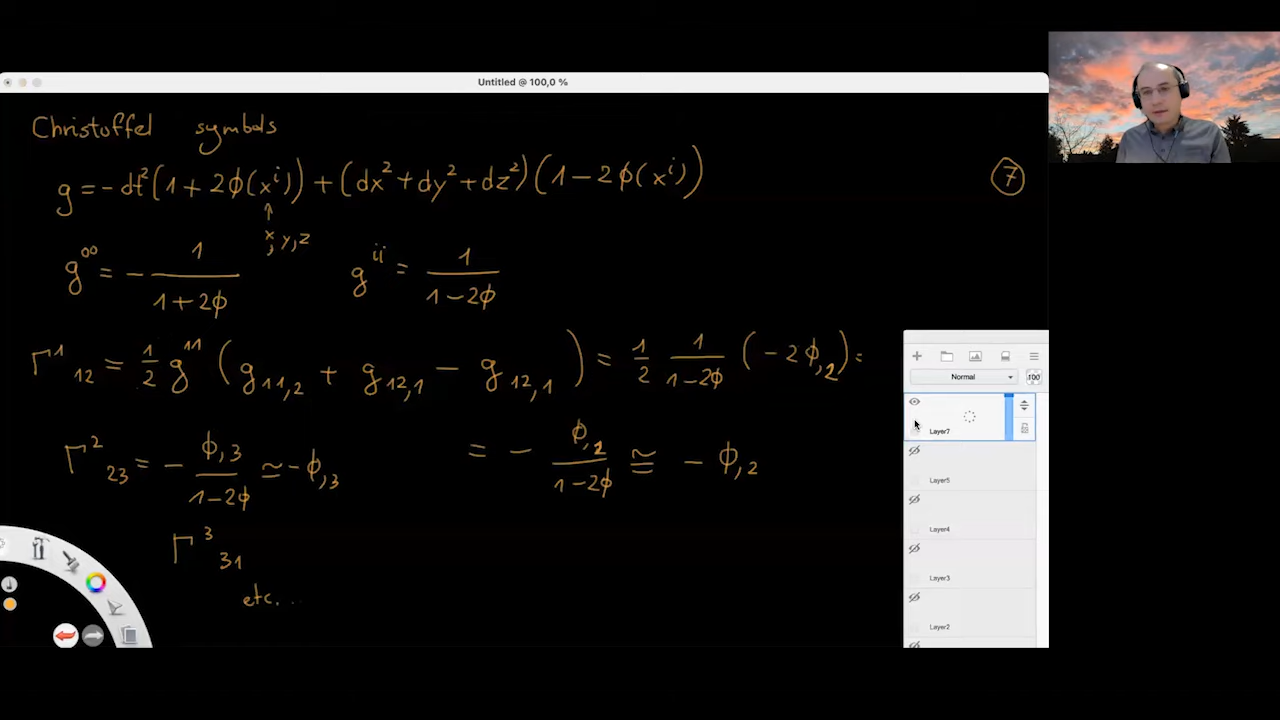 Untitled @ 100,0 %
Christoffel symbols
g = -dt²(1+2ϕ(xⁱ)) + (dx²+dy²+dz²)(1-2ϕ(xⁱ))
⑦
↑
x, y, z
g⁰⁰ = - 1/(1+2ϕ)   gⁱⁱ = 1/(1-2ϕ)
Γ¹₁₂ = 1/2 g¹¹ (g₁₁,₂ + g₁₂,₁ - g₁₂,₁) = 1/2 1/(1-2ϕ) (-2ϕ,₂) =
= - ϕ,₂/(1-2ϕ) ≅ -ϕ,₂
Γ²₂₃ = - ϕ,₃/(1-2ϕ) ≃ -ϕ,₃
Γ³₃₁
etc. ..
Normal
100
Layer7
Layer5
Layer4
Layer3
Layer2